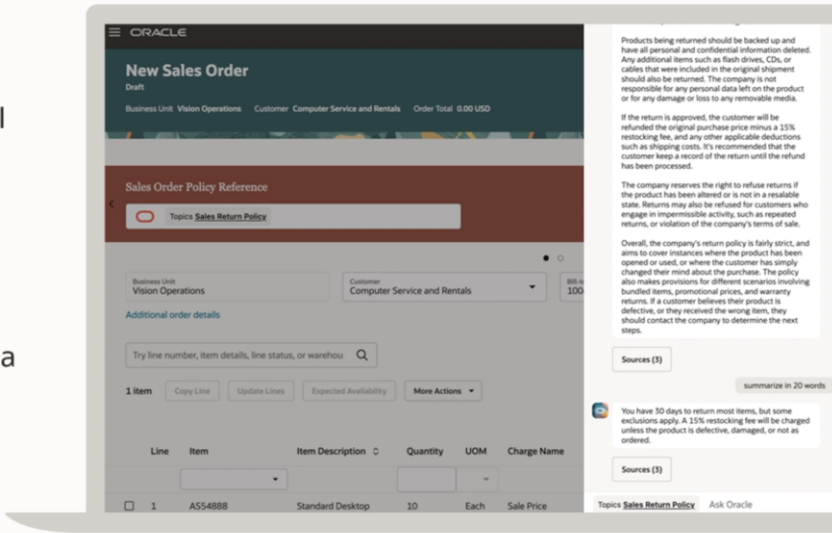 l
a
ORACLE
New Sales Order
Draft
Business Unit Vision Operations Customer Computer Service and Rentals Order Total 0.00 USD
Sales Order Policy Reference
Topics Sales Return Policy
Business Unit
Vision Operations
Customer
Computer Service and Rentals
Bill-to
100
Additional order details
Try line number, item details, line status, or warehou
1 item Copy Line Update Lines Expected Availability More Actions
Line Item Item Description Quantity UOM Charge Name
1 AS54888 Standard Desktop 10 Each Sale Price
Products being returned should be backed up and
have all personal and confidential information deleted.
Any additional items such as flash drives, CDs, or
cables that were included in the original shipment
should also be returned. The company is not
responsible for any personal data left on the product
or for any damage or loss to any removable media.
If the return is approved, the customer will be
refunded the original purchase price minus a 15%
restocking fee, and any other applicable deductions
such as shipping costs. It's recommended that the
customer keep a record of the return until the refund
has been processed.
The company reserves the right to refuse returns if
the product has been altered or is not in a resalable
state. Returns may also be refused for customers who
engage in impermissible activity, such as repeated
returns, or violation of the company's terms of sale.
Overall, the company's return policy is fairly strict, and
aims to cover instances where the product has been
opened or used, or where the customer has simply
changed their mind about the purchase. The policy
also makes provisions for different scenarios involving
bundled items, promotional prices, and warranty
returns. If a customer believes their product is
defective, or they received the wrong item, they
should contact the company to determine the next
steps.
Sources (3)
summarize in 20 words
You have 30 days to return most items, but some
exclusions apply. A 15% restocking fee will be charged
unless the product is defective, damaged, or not as
ordered.
Sources (3)
Topics Sales Return Policy Ask Oracle